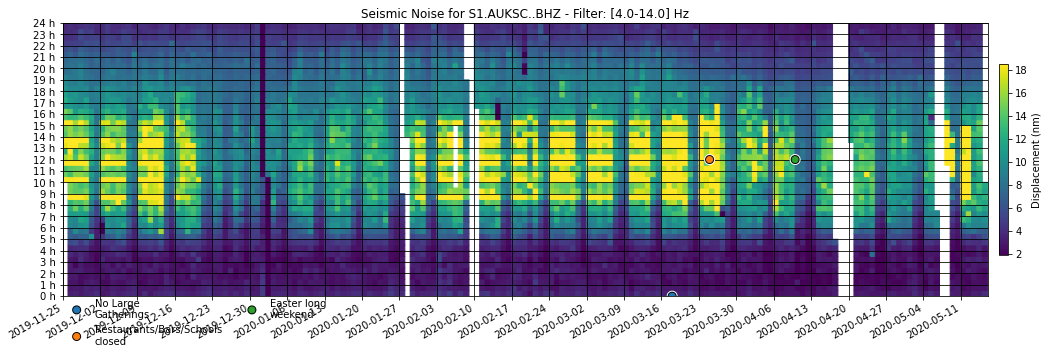 Seismic Noise for S1.AUKSC..BHZ - Filter: [4.0-14.0] Hz
24 h
23 h
22 h
21 h
20 h
19 h
18 h
17 h
16 h
15 h
14 h
13 h
12 h
11 h
10 h
9 h
8 h
7 h
6 h
5 h
4 h
3 h
2 h
1 h
0 h
18
16
14
12
10
8
6
4
2
Displacement (nm)
2019-11-25
2019-12-02
2019-12-16
2019-12-23
2019-12-30
2020-01-20
2020-01-27
2020-02-03
2020-02-10
2020-02-17
2020-02-24
2020-03-02
2020-03-09
2020-03-16
2020-03-23
2020-03-30
2020-04-06
2020-04-13
2020-04-20
2020-04-27
2020-05-04
2020-05-11
No Large
Gatherings
Restaurants/Bars/Schools
closed
Easter long
weekend